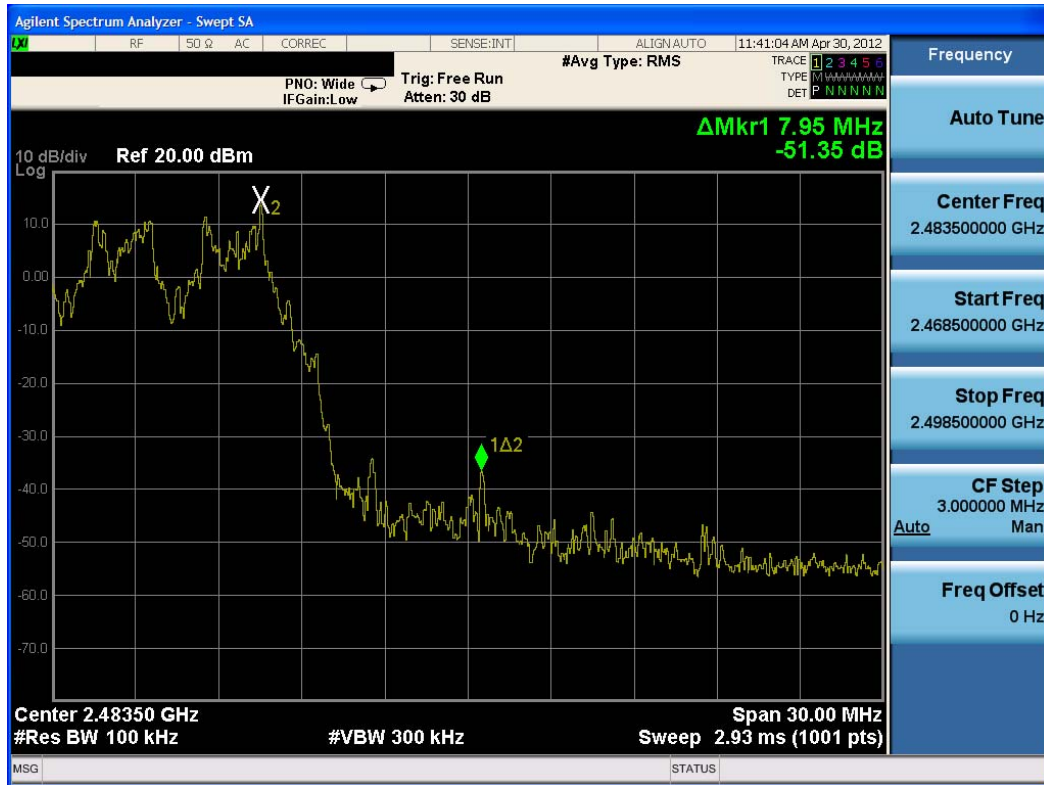 Agilent Spectrum Analyzer - Swept SA
LXI RF 50 Ω AC CORREC SENSE:INT ALIGN AUTO 11:41:04 AM Apr 30, 2012
#Avg Type: RMS
TRACE 1 2 3 4 5 6
PNO: Wide Trig: Free Run TYPE M WWWWW
IFGain:Low Atten: 30 dB DET P N N N N N
Frequency
Auto Tune
Center Freq
2.483500000 GHz
Start Freq
2.468500000 GHz
Stop Freq
2.498500000 GHz
CF Step
3.000000 MHz
Auto Man
Freq Offset
0 Hz
ΔMkr1 7.95 MHz
-51.35 dB
10 dB/div Ref 20.00 dBm
Log
X2
10.0
0.00
-10.0
-20.0
-30.0
1Δ2
-40.0
-50.0
-60.0
-70.0
Center 2.48350 GHz Span 30.00 MHz
#Res BW 100 kHz #VBW 300 kHz Sweep 2.93 ms (1001 pts)
MSG STATUS